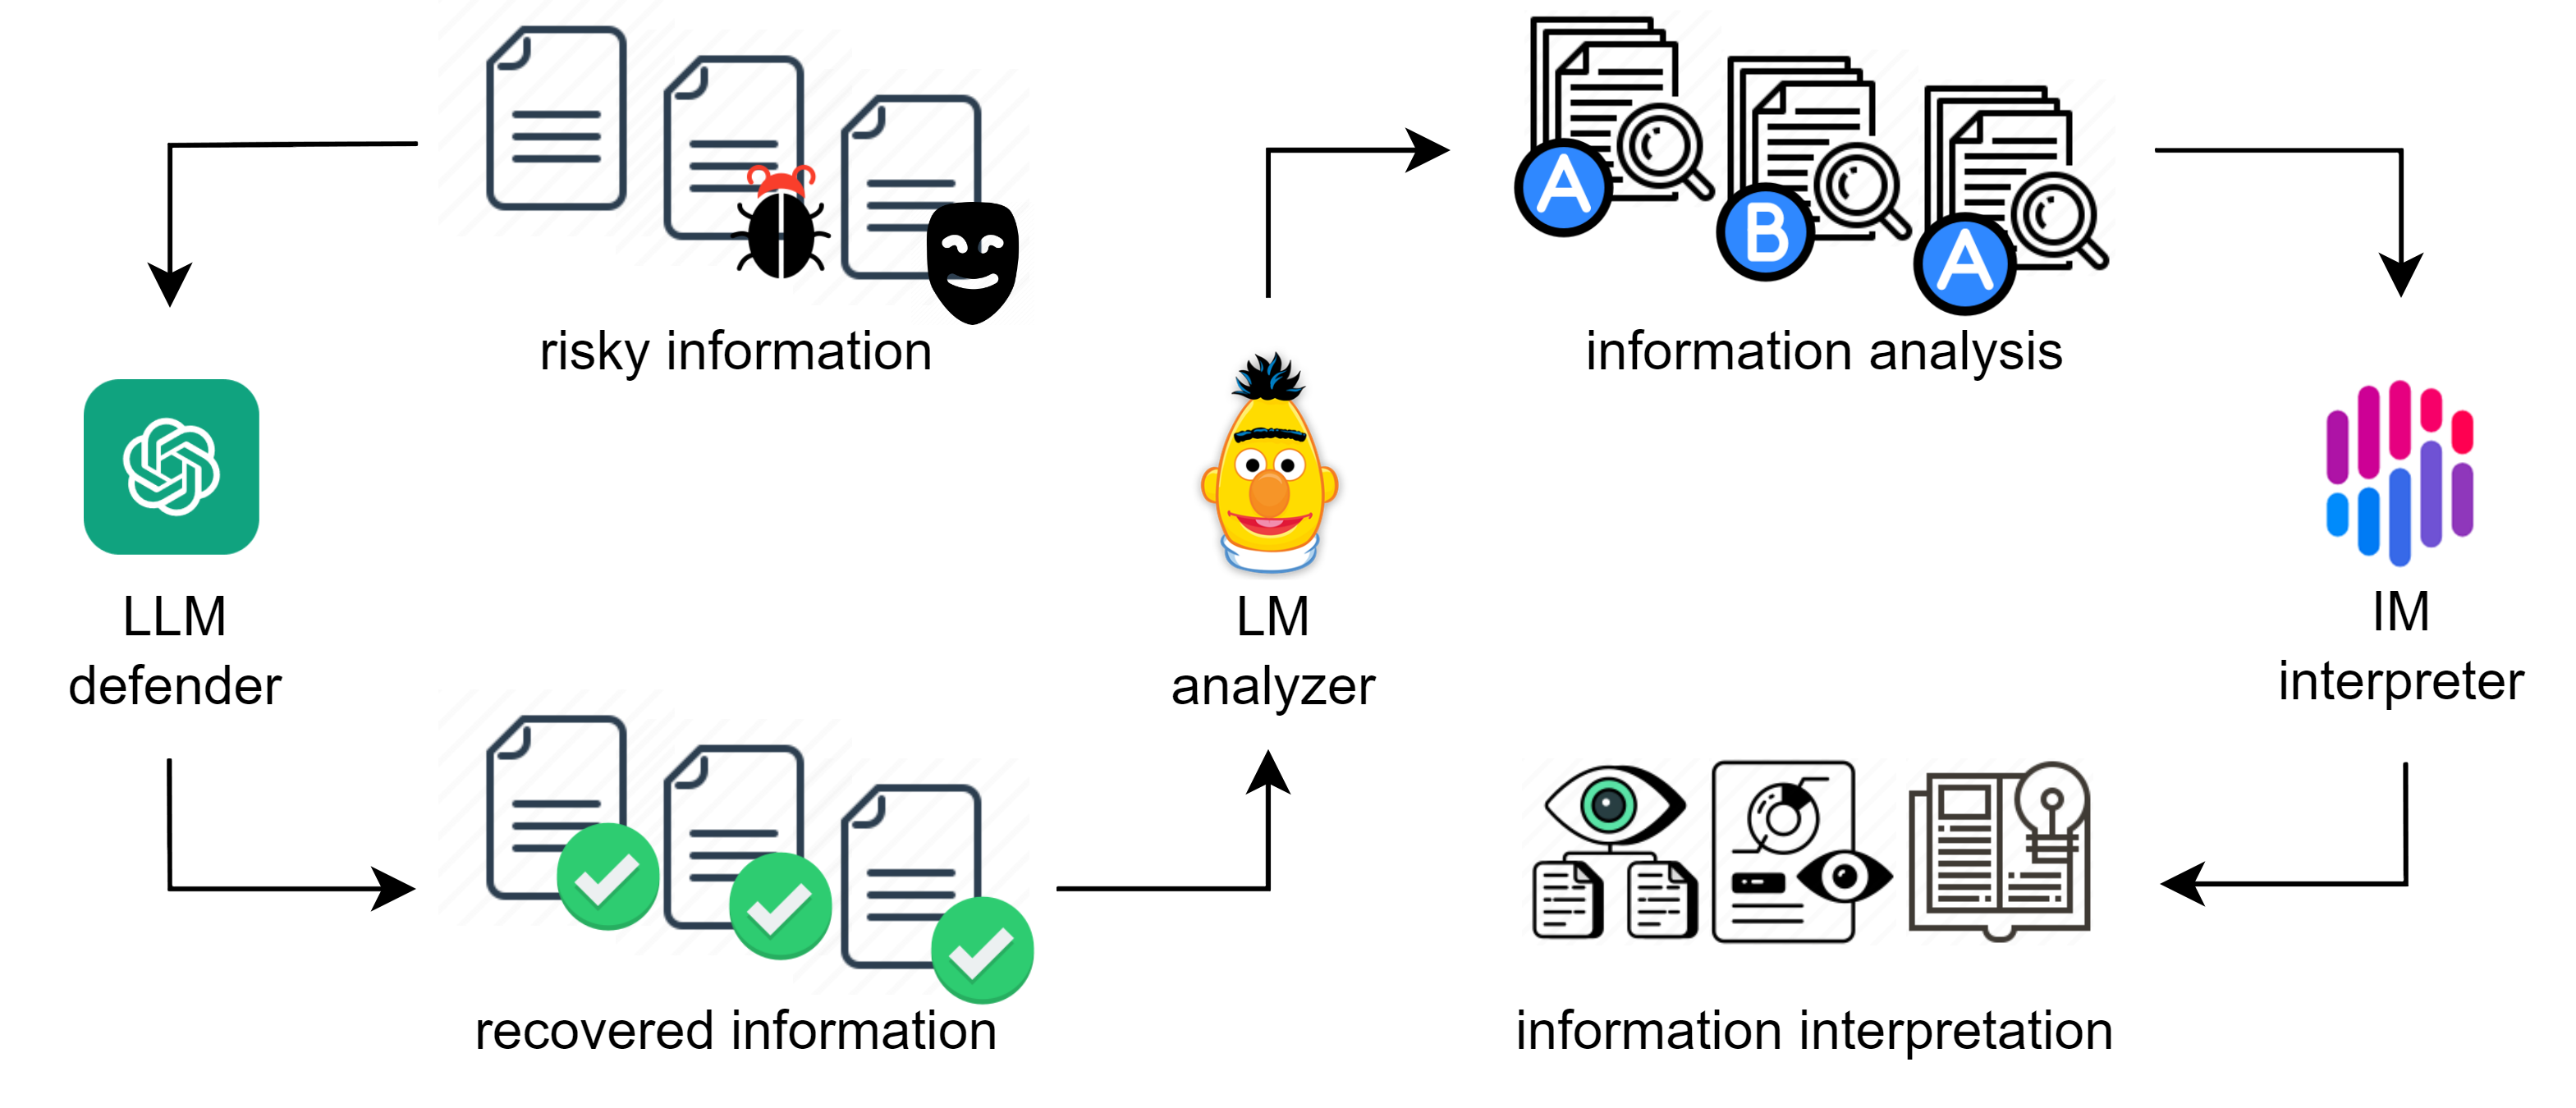 risky information
LLM
defender
recovered information
LM
analyzer
A
B
A
information analysis
IM
interpreter
information interpretation